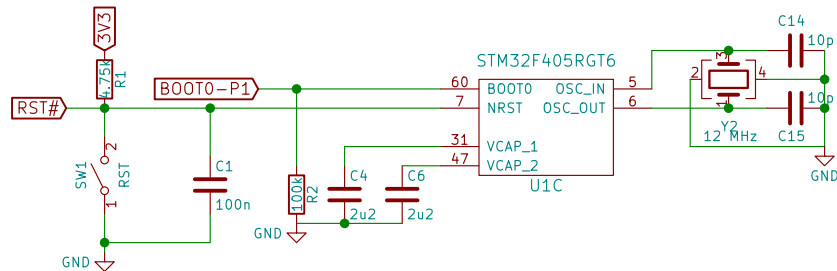 3V3
4.75k
R1
RST#
BOOT0-P1
SW1
2
1
RST
C1
100n
100k
R2
GND
GND
C4
2u2
C6
2u2
STM32F405RGT6
60 BOOT0 OSC_IN 5
7 NRST OSC_OUT 6
31 VCAP_1
47 VCAP_2
U1C
C14
10p
3
2 4
1
Y2
12 MHz
10p
C15
GND